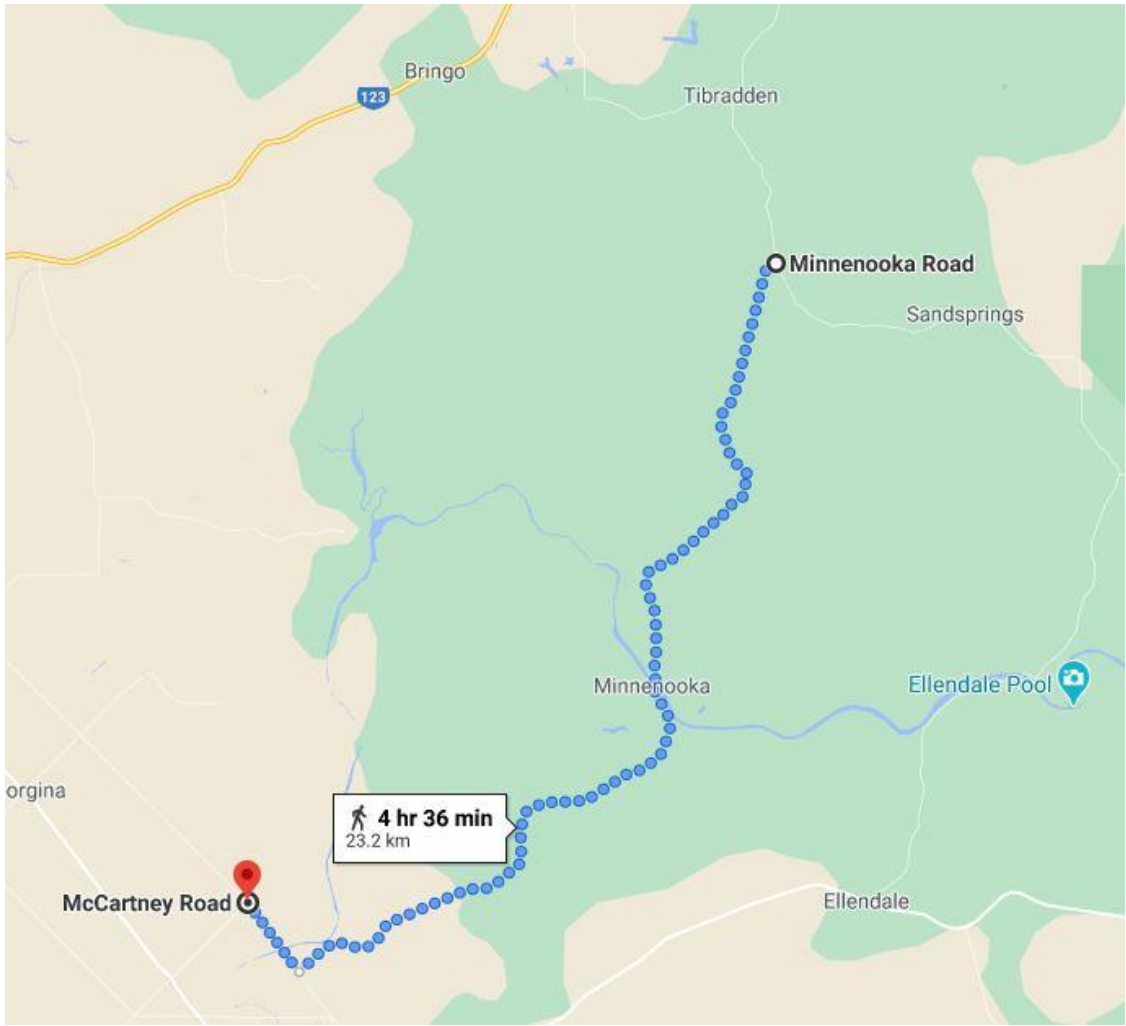 Bringo
123
Tibradden
Minnenooka Road
Sandsprings
Minnenooka
Ellendale Pool
orgina
4 hr 36 min
23.2 km
McCartney Road
Ellendale